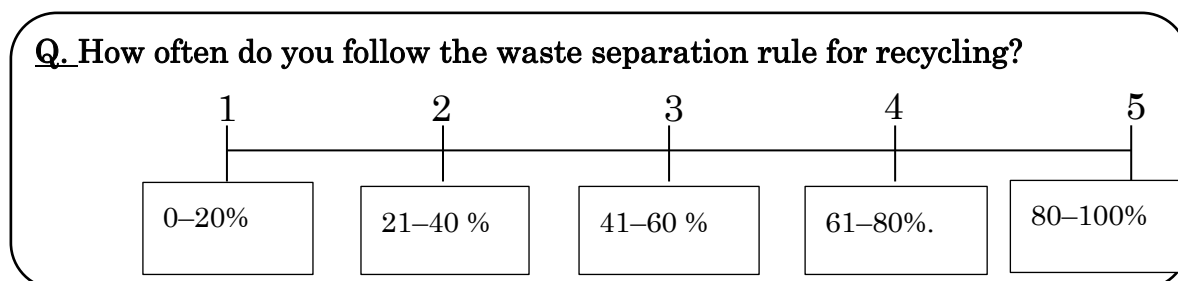 Q. How often do you follow the waste separation rule for recycling?
1 2 3 4 5
0–20% 21–40 % 41–60 % 61–80%. 80–100%